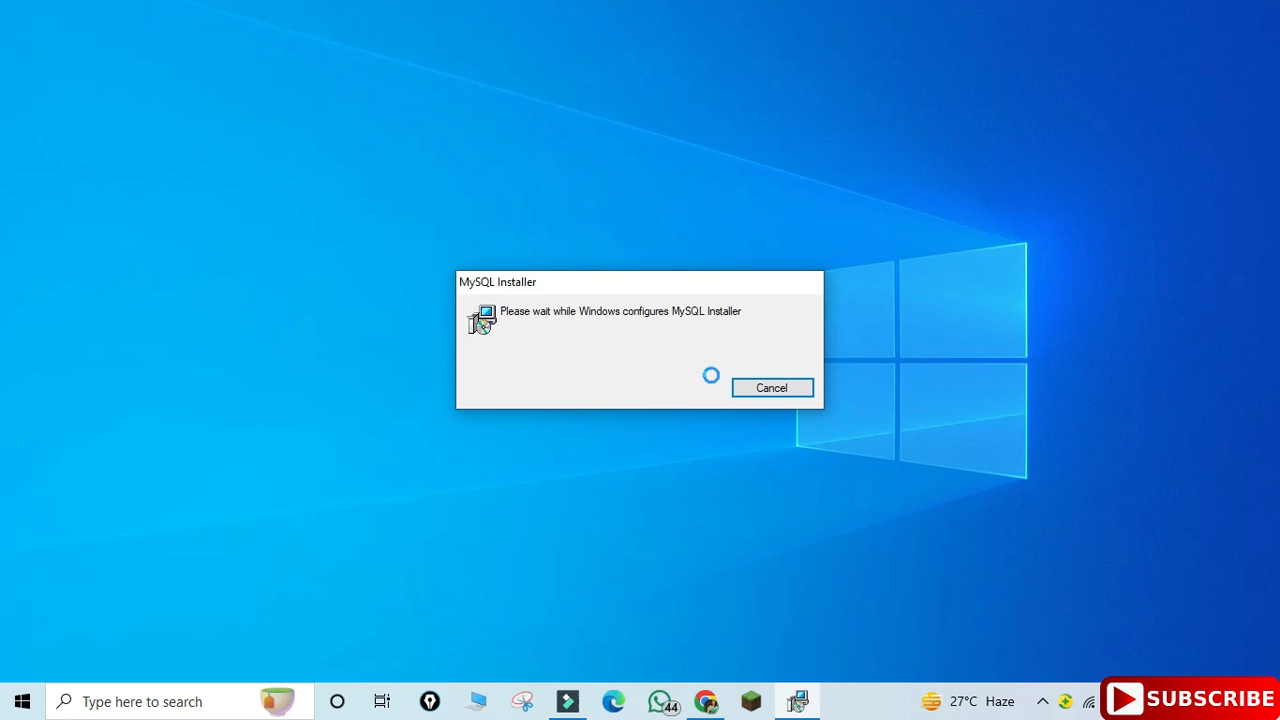 MySQL Installer
Please wait while Windows configures MySQL Installer
Cancel
Type here to search
44
27°C Haze
SUBSCRIBE